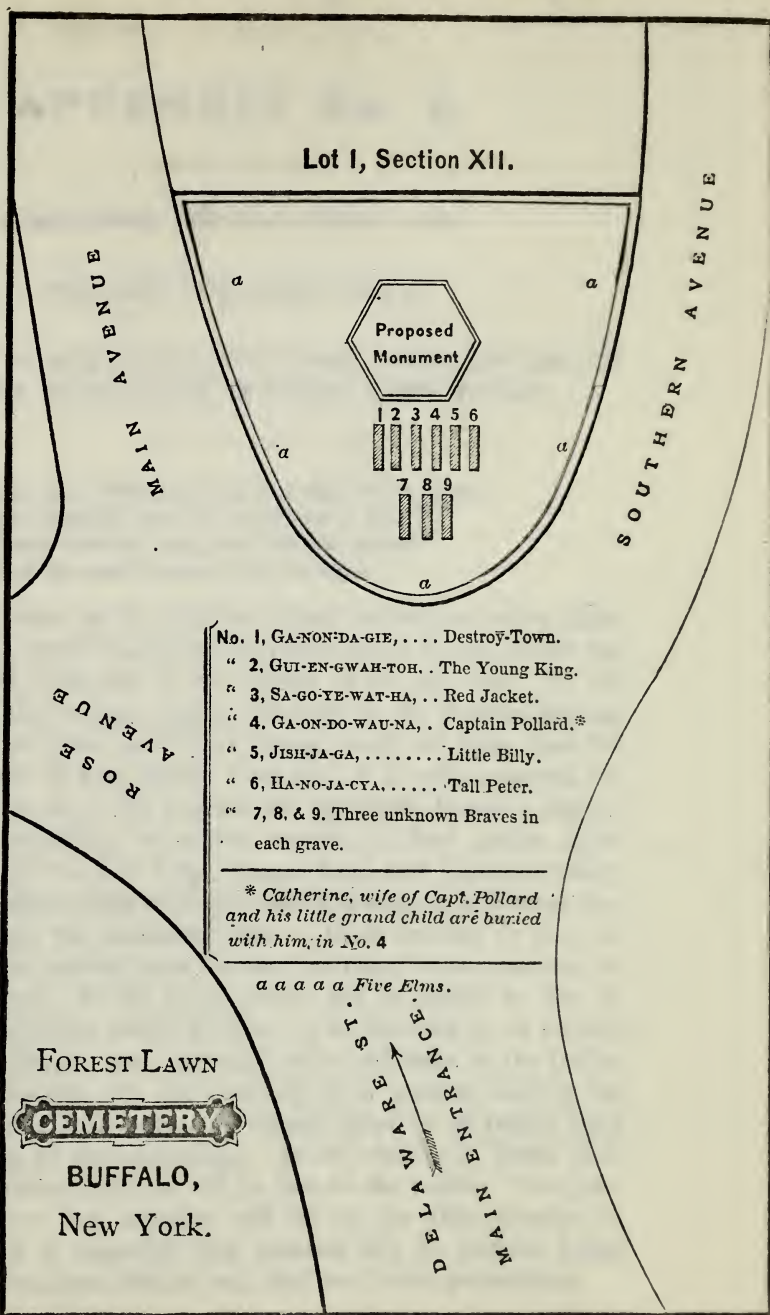 Lot I, Section XII.
MAIN AVENUE
SOUTHERN AVENUE
a
a
Proposed
Monument
1 2 3 4 5 6
a
a
7 8 9
a
No. 1, GA-NON-DA-GIE, .... Destroy-Town.
“ 2, GUI-EN-GWAH-TOH, . The Young King.
“ 3, SA-GO-YE-WAT-HA, .. Red Jacket.
“ 4. GA-ON-DO-WAU-NA, . Captain Pollard.*
“ 5, JISH-JA-GA, ........ Little Billy.
“ 6, HA-NO-JA-CYA, ..... Tall Peter.
“ 7, 8, & 9. Three unknown Braves in
each grave.
* Catherine, wife of Capt. Pollard
and his little grand child are buried
with him, in No. 4
a a a a a Five Elms.
ROSE
AVENUE
DELAWARE ST.
MAIN ENTRANCE.
FOREST LAWN
CEMETERY
BUFFALO,
New York.